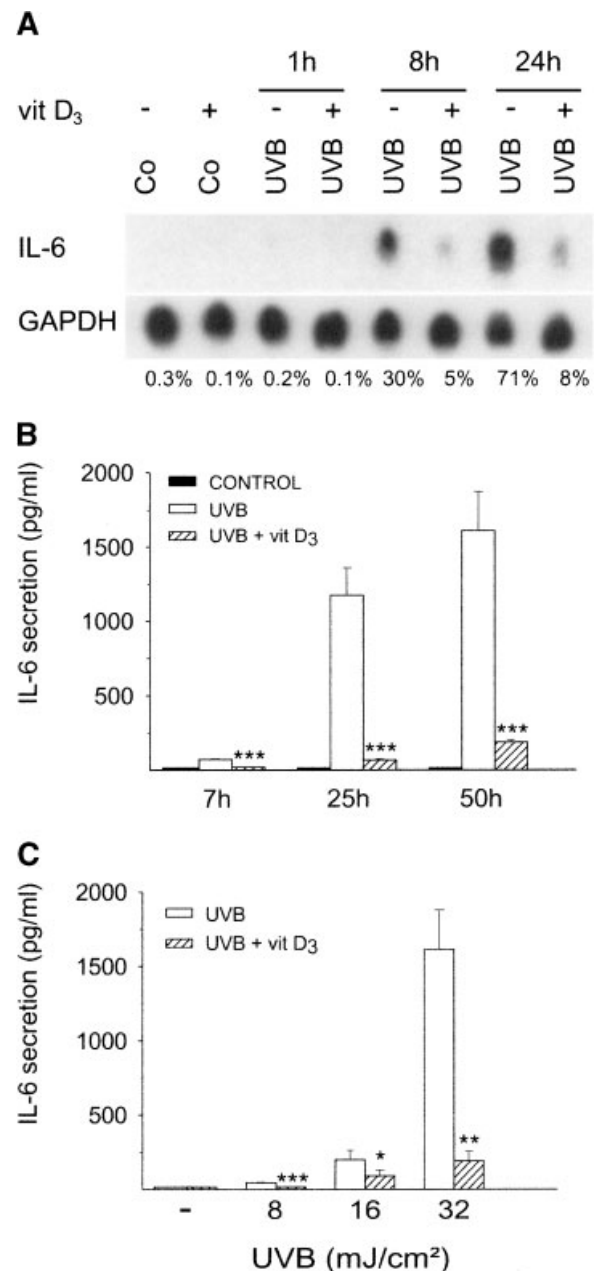 A
1h 8h 24h
vit D₃ - + - + - + - +
Co Co UVB UVB UVB UVB UVB UVB
IL-6
GAPDH
0.3% 0.1% 0.2% 0.1% 30% 5% 71% 8%
B
IL-6 secretion (pg/ml)
2000
1500
1000
500
CONTROL
UVB
UVB + vit D₃
***
***
***
7h 25h 50h
C
IL-6 secretion (pg/ml)
2000
1500
1000
500
UVB
UVB + vit D₃
***
*
**
- 8 16 32
UVB (mJ/cm²)